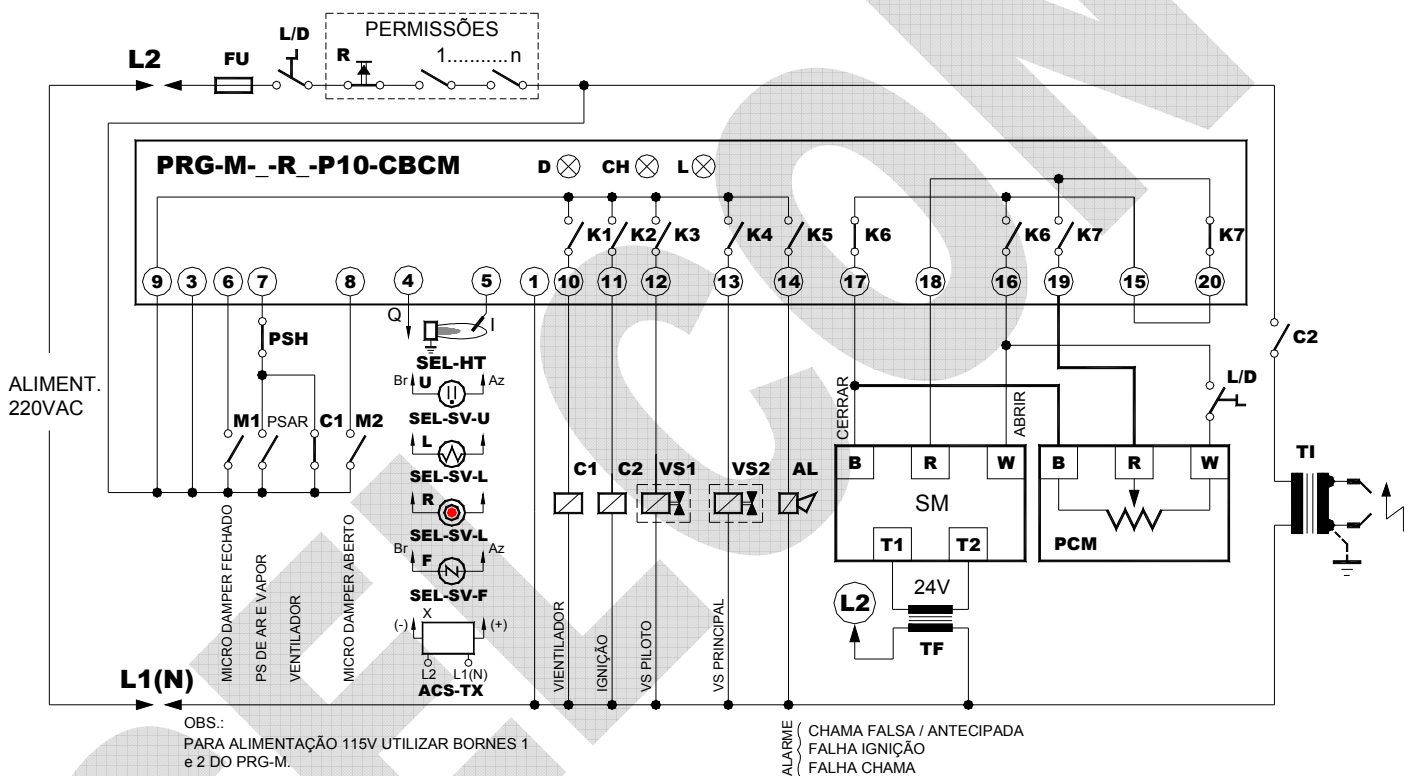 PERMISSÕES
L/D
L2
FU
R
1...........n
PRG-M-_-R_-P10-CBCM
D
CH
L
K1
K2
K3
K4
K5
K6
K6
K7
K7
9
3
6
7
8
4
5
1
10
11
12
13
14
17
18
16
19
15
20
Q
I
PSH
SEL-HT
C2
ALIMENT.
220VAC
Br
U
Az
SEL-SV-U
M1
PSAR
C1
M2
L
SEL-SV-L
R
SEL-SV-L
Br
F
Az
SEL-SV-F
X
(-)
(+)
L2
L1(N)
ACS-TX
CERRAR
ABRIR
L/D
B
R
W
SM
T1
T2
B
R
W
PCM
TI
C1
C2
VS1
VS2
AL
24V
L2
TF
MICRO DAMPER FECHADO
PS DE AR E VAPOR
VENTILADOR
MICRO DAMPER ABERTO
VIENTILADOR
IGNIÇÃO
VS PILOTO
VS PRINCIPAL
L1(N)
OBS.:
PARA ALIMENTAÇÃO 115V UTILIZAR BORNES 1
e 2 DO PRG-M.
ALARME
CHAMA FALSA / ANTECIPADA
FALHA IGNIÇÃO
FALHA CHAMA
SELCON